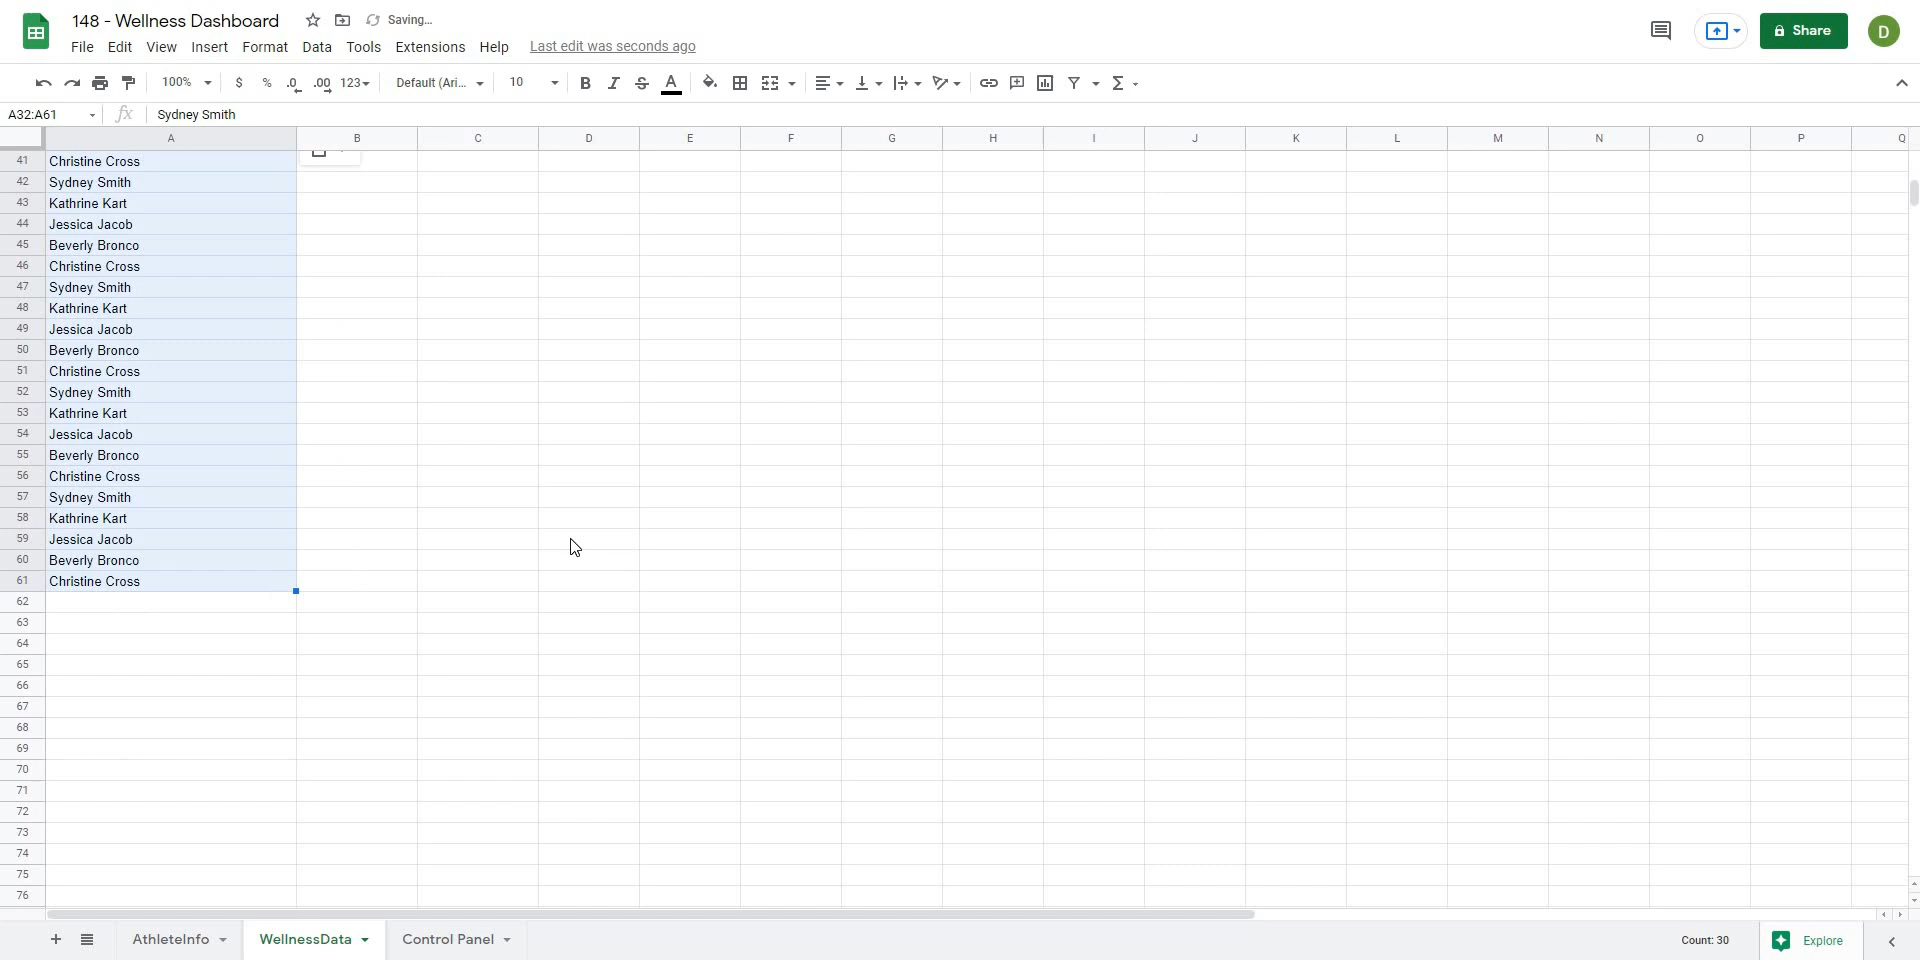 148 - Wellness Dashboard Saving...
File Edit View Insert Format Data Tools Extensions Help Last edit was seconds ago
Share
D
100% $ % .0 .00 123 Default (Ari... 10 B I S A
A32:A61 fx Sydney Smith
A B C D E F G H I J K L M N O P Q
41 Christine Cross
42 Sydney Smith
43 Kathrine Kart
44 Jessica Jacob
45 Beverly Bronco
46 Christine Cross
47 Sydney Smith
48 Kathrine Kart
49 Jessica Jacob
50 Beverly Bronco
51 Christine Cross
52 Sydney Smith
53 Kathrine Kart
54 Jessica Jacob
55 Beverly Bronco
56 Christine Cross
57 Sydney Smith
58 Kathrine Kart
59 Jessica Jacob
60 Beverly Bronco
61 Christine Cross
62
63
64
65
66
67
68
69
70
71
72
73
74
75
76
AthleteInfo WellnessData Control Panel Count: 30 Explore